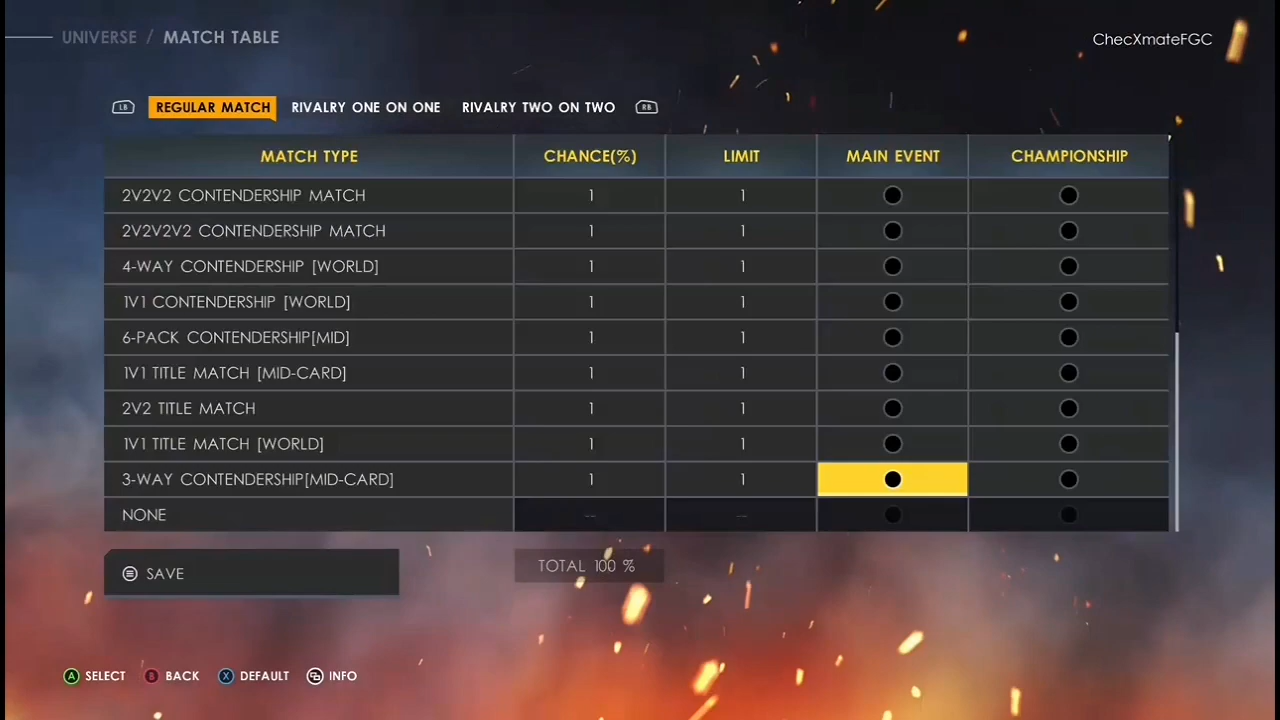 UNIVERSE / MATCH TABLE
ChecXmateFGC
LB REGULAR MATCH RIVALRY ONE ON ONE RIVALRY TWO ON TWO RB
MATCH TYPE CHANCE(%) LIMIT MAIN EVENT CHAMPIONSHIP
2V2V2 CONTENDERSHIP MATCH 1 1
2V2V2V2 CONTENDERSHIP MATCH 1 1
4-WAY CONTENDERSHIP [WORLD] 1 1
1V1 CONTENDERSHIP [WORLD] 1 1
6-PACK CONTENDERSHIP[MID] 1 1
1V1 TITLE MATCH [MID-CARD] 1 1
2V2 TITLE MATCH 1 1
1V1 TITLE MATCH [WORLD] 1 1
3-WAY CONTENDERSHIP[MID-CARD] 1 1
NONE -- --
SAVE TOTAL 100 %
A SELECT B BACK X DEFAULT INFO